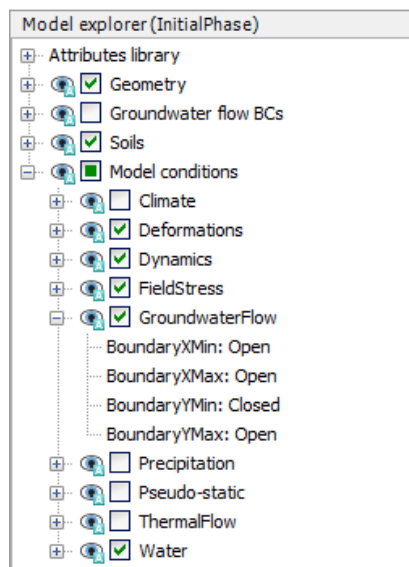 Model explorer (InitialPhase)
Attributes library
Geometry
Groundwater flow BCs
Soils
Model conditions
Climate
Deformations
Dynamics
FieldStress
GroundwaterFlow
BoundaryXMin: Open
BoundaryXMax: Open
BoundaryYMin: Closed
BoundaryYMax: Open
Precipitation
Pseudo-static
ThermalFlow
Water